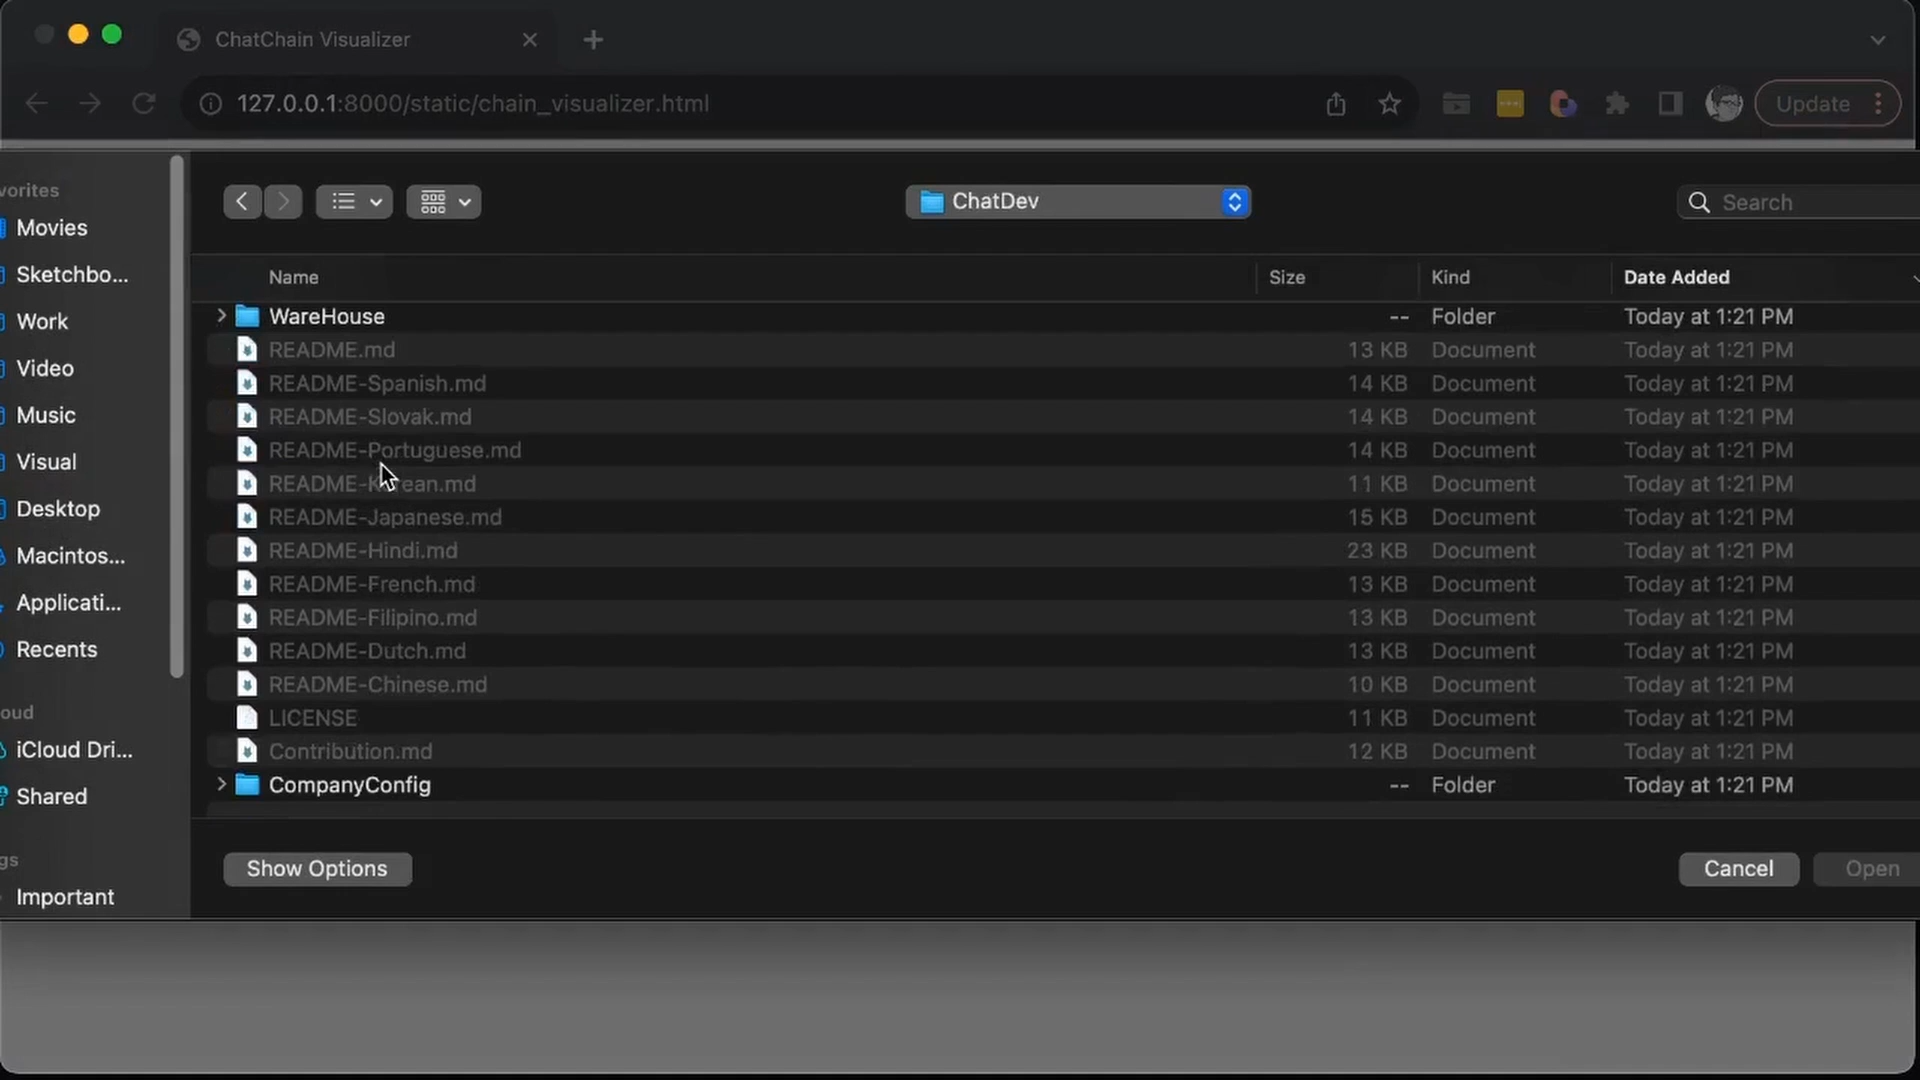 ChatChain Visualizer
127.0.0.1:8000/static/chain_visualizer.html
Update
vorites
Movies
Sketchbo...
Work
Video
Music
Visual
Desktop
Macintos...
Applicati...
Recents
oud
iCloud Dri...
Shared
gs
Important
ChatDev
Search
Name Size Kind Date Added
WareHouse -- Folder Today at 1:21 PM
README.md 13 KB Document Today at 1:21 PM
README-Spanish.md 14 KB Document Today at 1:21 PM
README-Slovak.md 14 KB Document Today at 1:21 PM
README-Portuguese.md 14 KB Document Today at 1:21 PM
README-Korean.md 11 KB Document Today at 1:21 PM
README-Japanese.md 15 KB Document Today at 1:21 PM
README-Hindi.md 23 KB Document Today at 1:21 PM
README-French.md 13 KB Document Today at 1:21 PM
README-Filipino.md 13 KB Document Today at 1:21 PM
README-Dutch.md 13 KB Document Today at 1:21 PM
README-Chinese.md 10 KB Document Today at 1:21 PM
LICENSE 11 KB Document Today at 1:21 PM
Contribution.md 12 KB Document Today at 1:21 PM
CompanyConfig -- Folder Today at 1:21 PM
Show Options Cancel Open